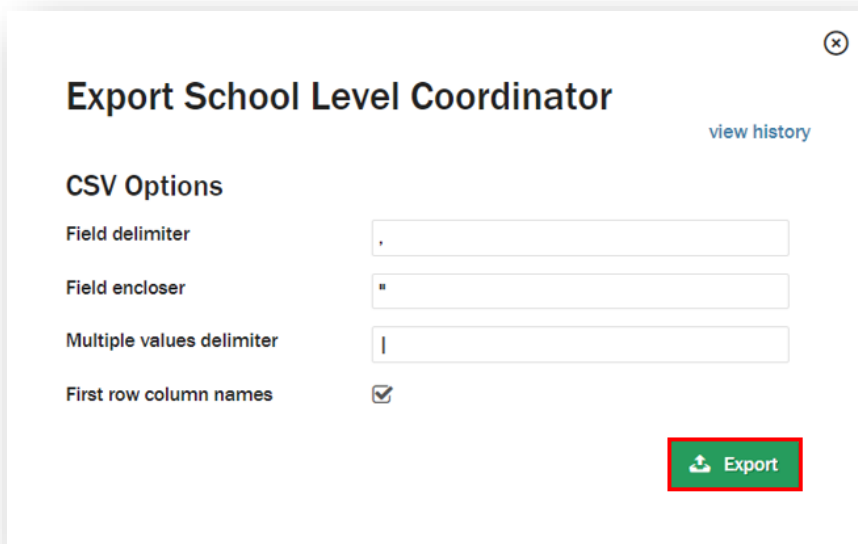 Export School Level Coordinator
view history
CSV Options
Field delimiter ,
Field encloser "
Multiple values delimiter |
First row column names
Export